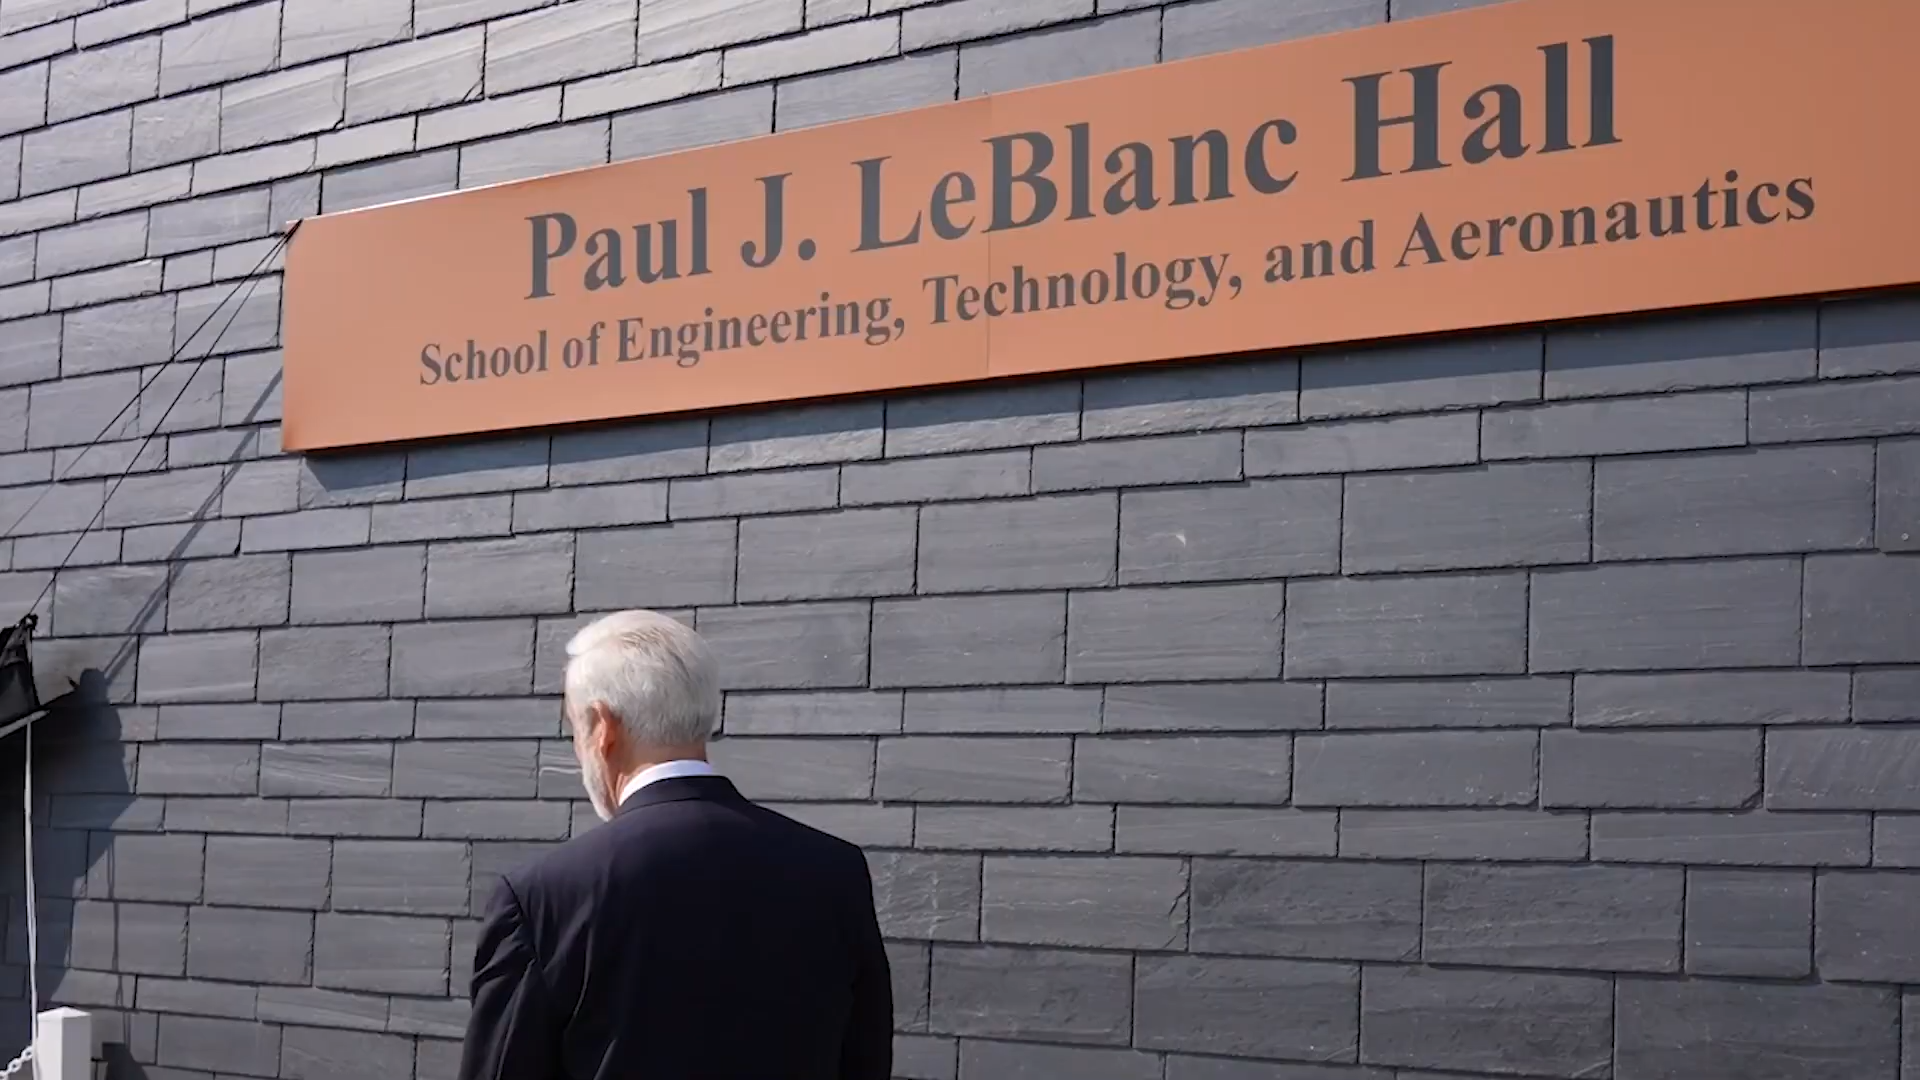 Paul J. LeBlanc Hall
School of Engineering, Technology, and Aeronautics